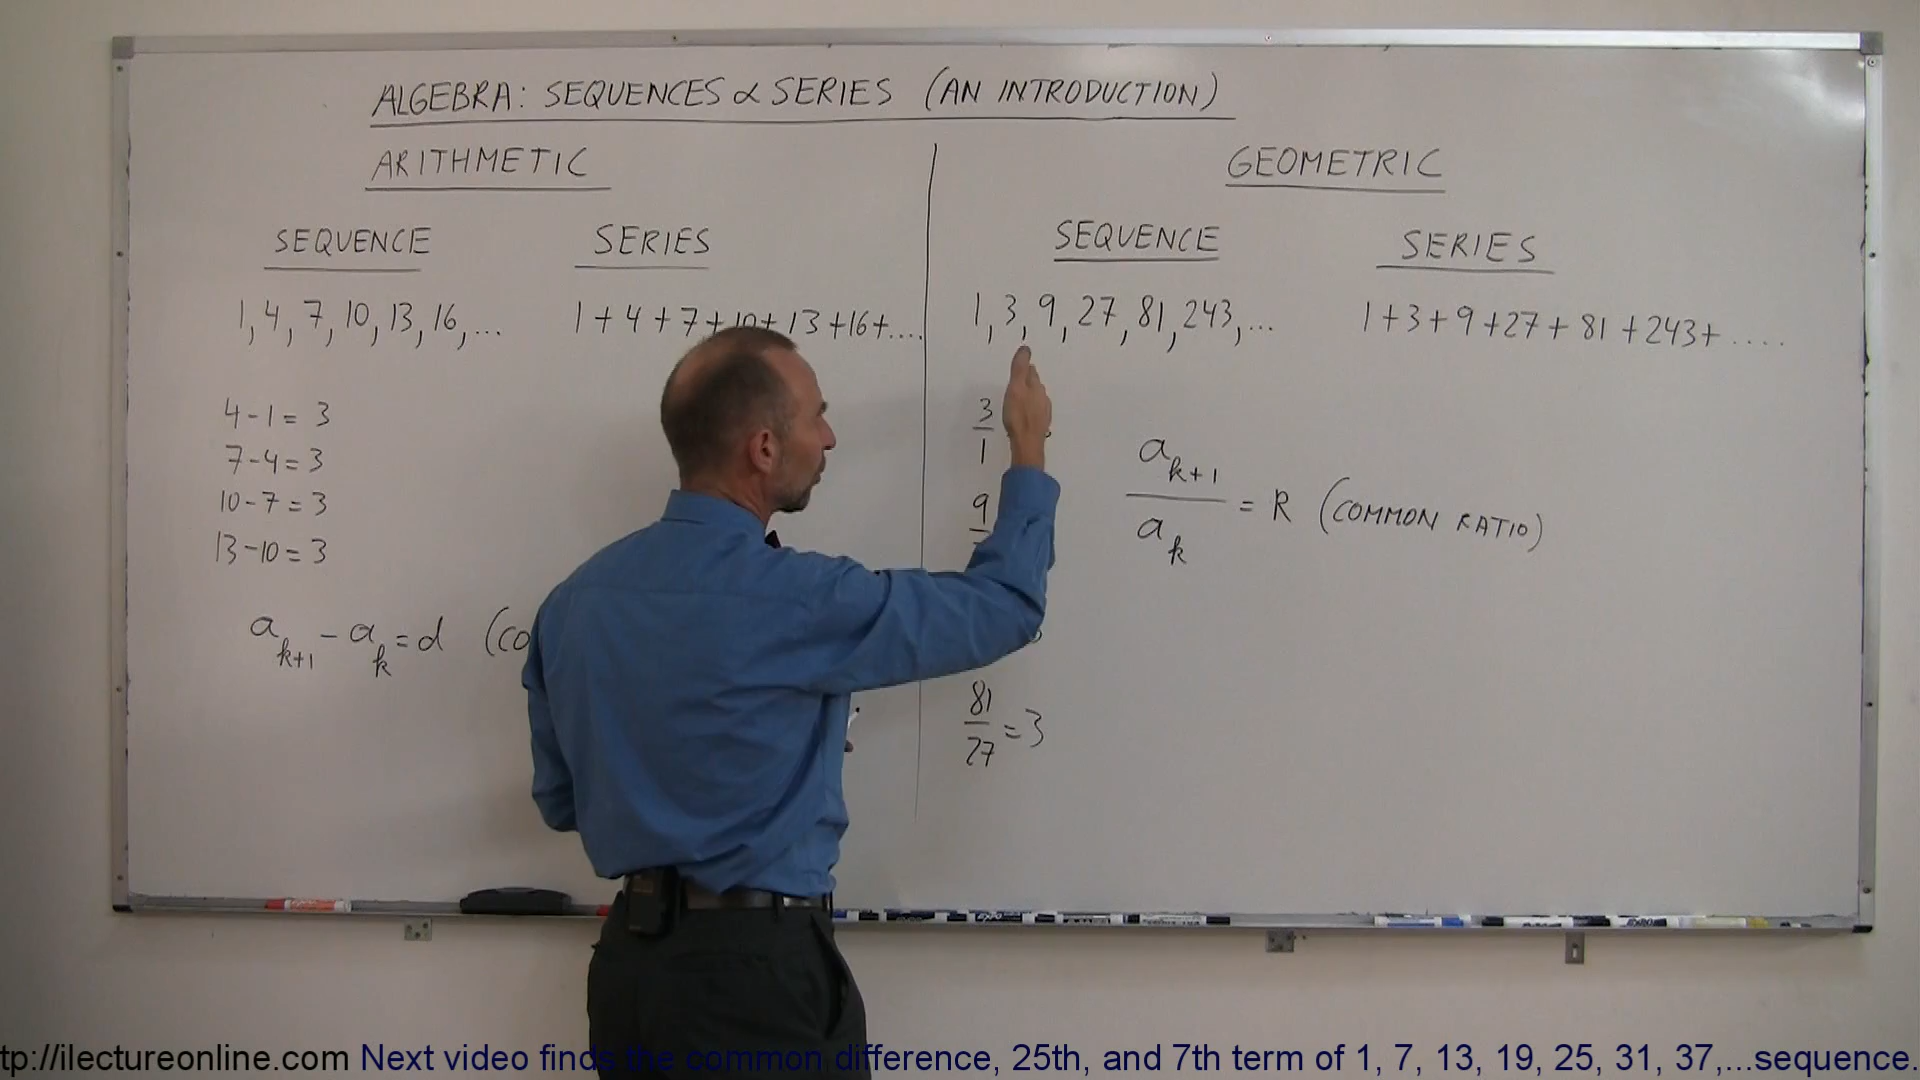 ALGEBRA: SEQUENCES & SERIES (AN INTRODUCTION)
ARITHMETIC
SEQUENCE
1, 4, 7, 10, 13, 16, ...
4-1 = 3
7-4 = 3
10-7 = 3
13-10 = 3
a_{k+1} - a_k = d
SERIES
1+4+7+10+13+16+....
GEOMETRIC
SEQUENCE
1, 3, 9, 27, 81, 243, ...
3/1
9
81/27 = 3
a_{k+1}/a_k = R (COMMON RATIO)
SERIES
1+3+9+27+81+243+....
tp://ilectureonline.com Next video finds the common difference, 25th, and 7th term of 1, 7, 13, 19, 25, 31, 37,...sequence.